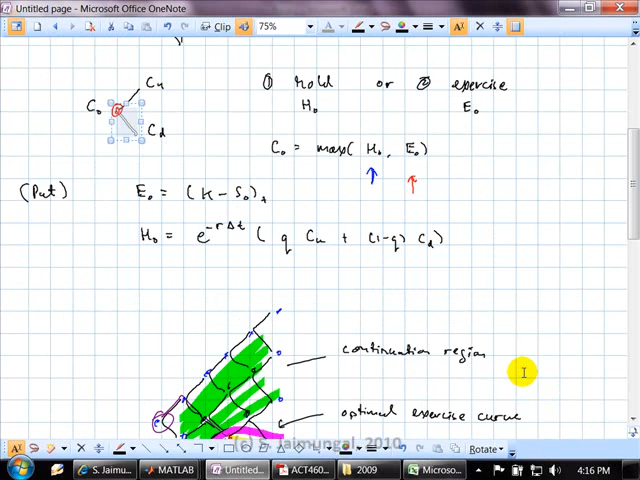 Untitled page - Microsoft Office OneNote
75%
Cu
① Hold or ② exercise
C₀
H₀
E₀
Cd
C₀ = max( H₀, E₀)
(Put)
E₀ = (K - S₀)₊
H₀ = e^-rΔt ( q Cu + (1-q) Cd)
continuation region
optimal exercise curve
(c) S. Jaimungal, 2010
Rotate
S. Jaimu...
MATLAB
Untitled...
ACT460...
2009
Microso...
4:16 PM